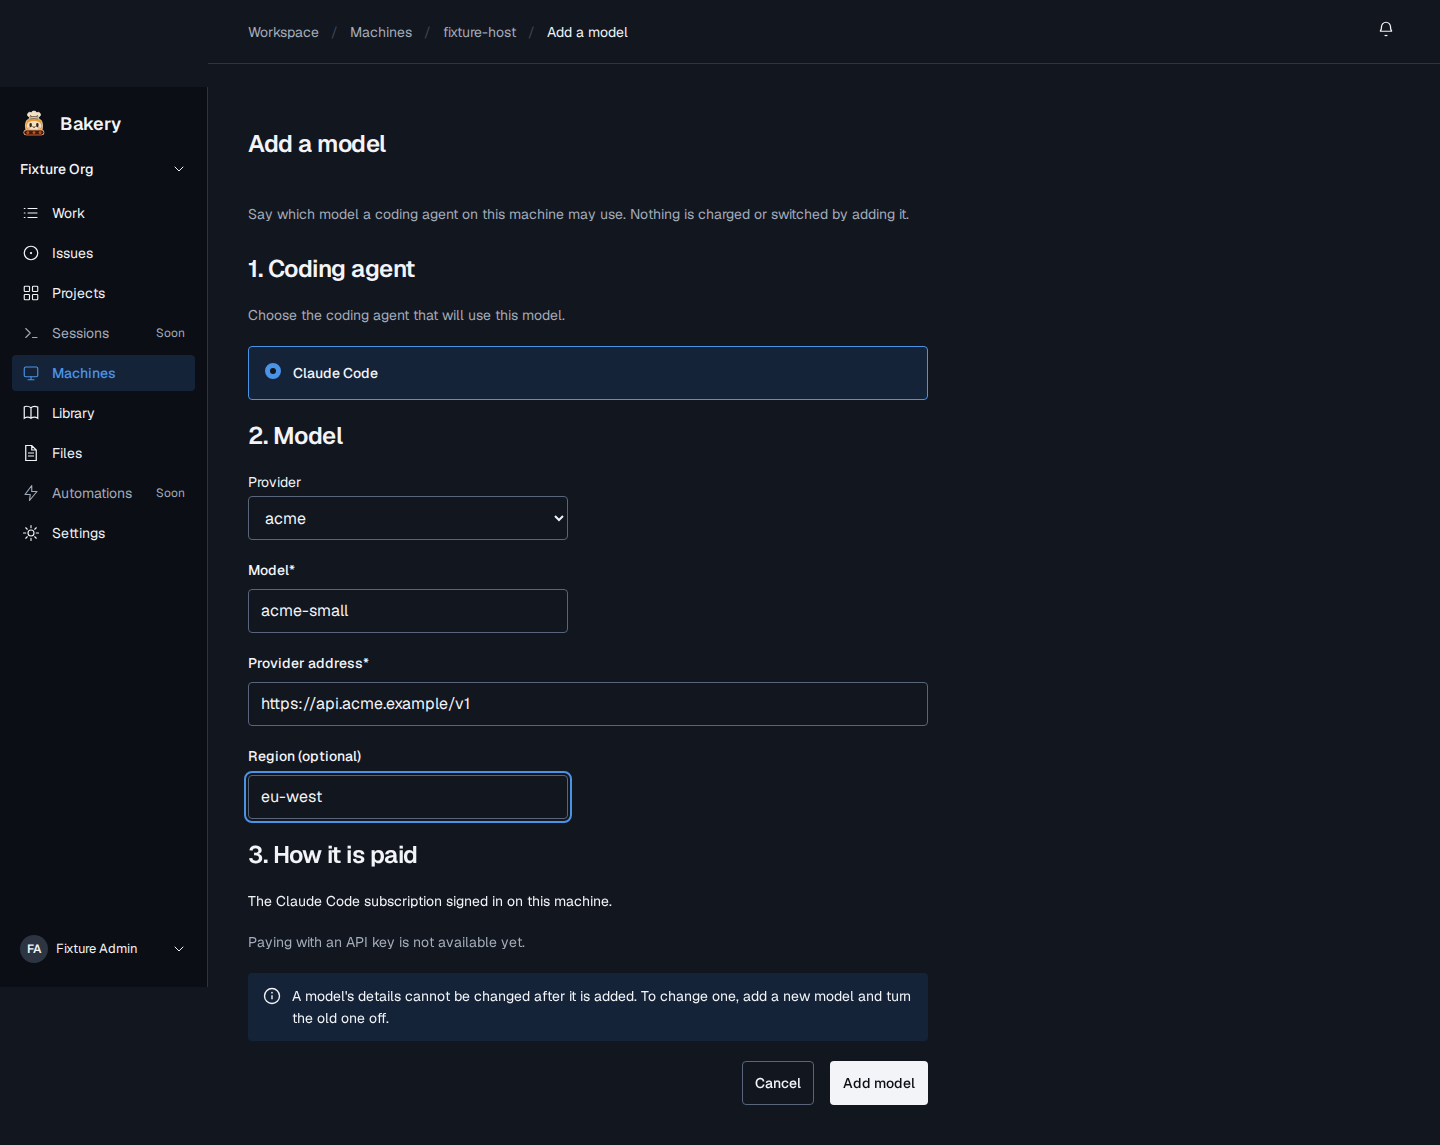 Workspace / Machines / fixture-host / Add a model
Bakery
Fixture Org
Work
Issues
Projects
Sessions Soon
Machines
Library
Files
Automations Soon
Settings
FA Fixture Admin
Add a model
Say which model a coding agent on this machine may use. Nothing is charged or switched by adding it.
1. Coding agent
Choose the coding agent that will use this model.
Claude Code
2. Model
Provider
acme
Model*
acme-small
Provider address*
https://api.acme.example/v1
Region (optional)
eu-west
3. How it is paid
The Claude Code subscription signed in on this machine.
Paying with an API key is not available yet.
A model's details cannot be changed after it is added. To change one, add a new model and turn
the old one off.
Cancel Add model